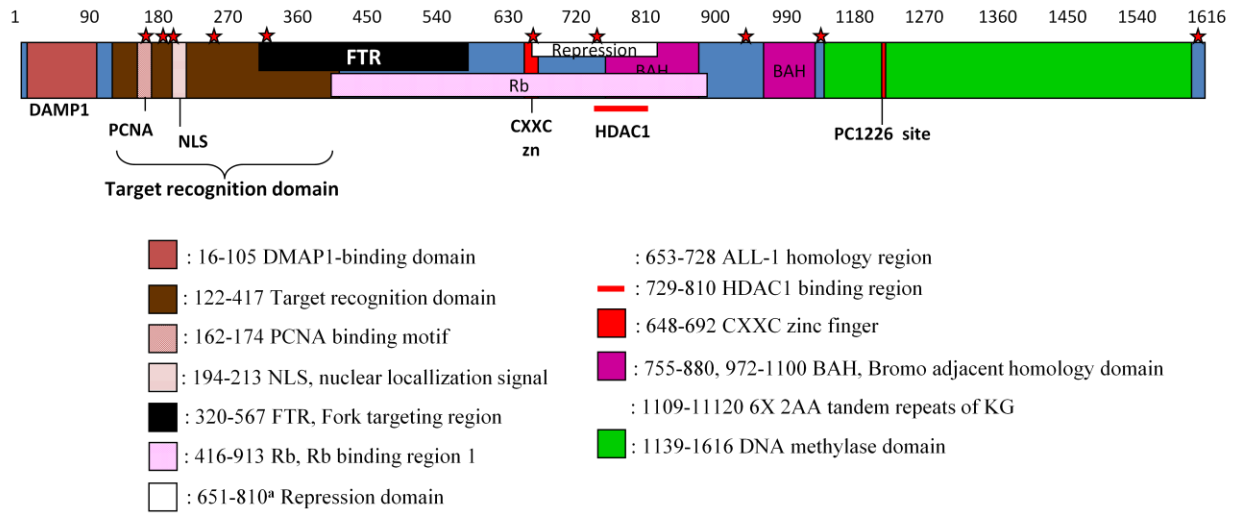 1 90 180 270 360 450 540 630 720 810 900 990 1180 1270 1360 1450 1540 1616
FTR
Repression
BAH
BAH
Rb
DAMP1
PCNA
NLS
CXXC
zn
HDAC1
PC1226 site
Target recognition domain
: 16-105 DMAP1-binding domain
: 122-417 Target recognition domain
: 162-174 PCNA binding motif
: 194-213 NLS, nuclear locallization signal
: 320-567 FTR, Fork targeting region
: 416-913 Rb, Rb binding region 1
: 651-810ᵃ Repression domain
: 653-728 ALL-1 homology region
: 729-810 HDAC1 binding region
: 648-692 CXXC zinc finger
: 755-880, 972-1100 BAH, Bromo adjacent homology domain
: 1109-11120 6X 2AA tandem repeats of KG
: 1139-1616 DNA methylase domain